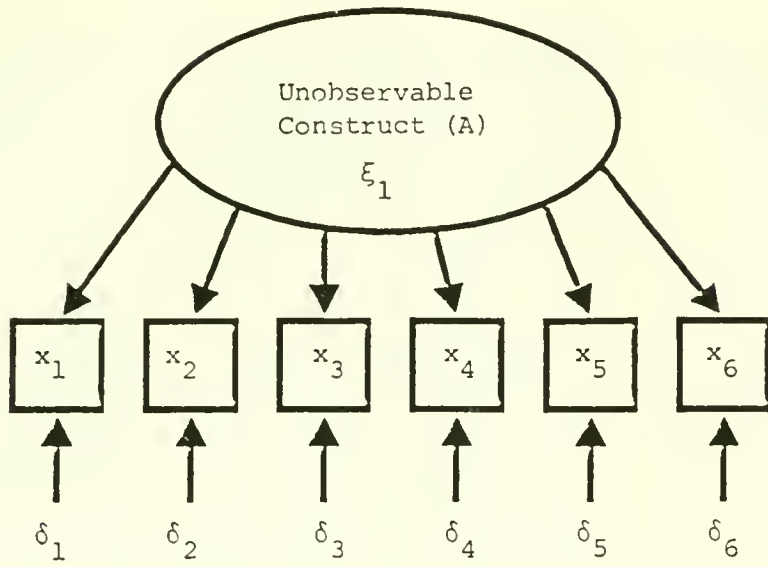 Unobservable
Construct (A)
ξ₁
x₁ x₂ x₃ x₄ x₅ x₆
δ₁ δ₂ δ₃ δ₄ δ₅ δ₆